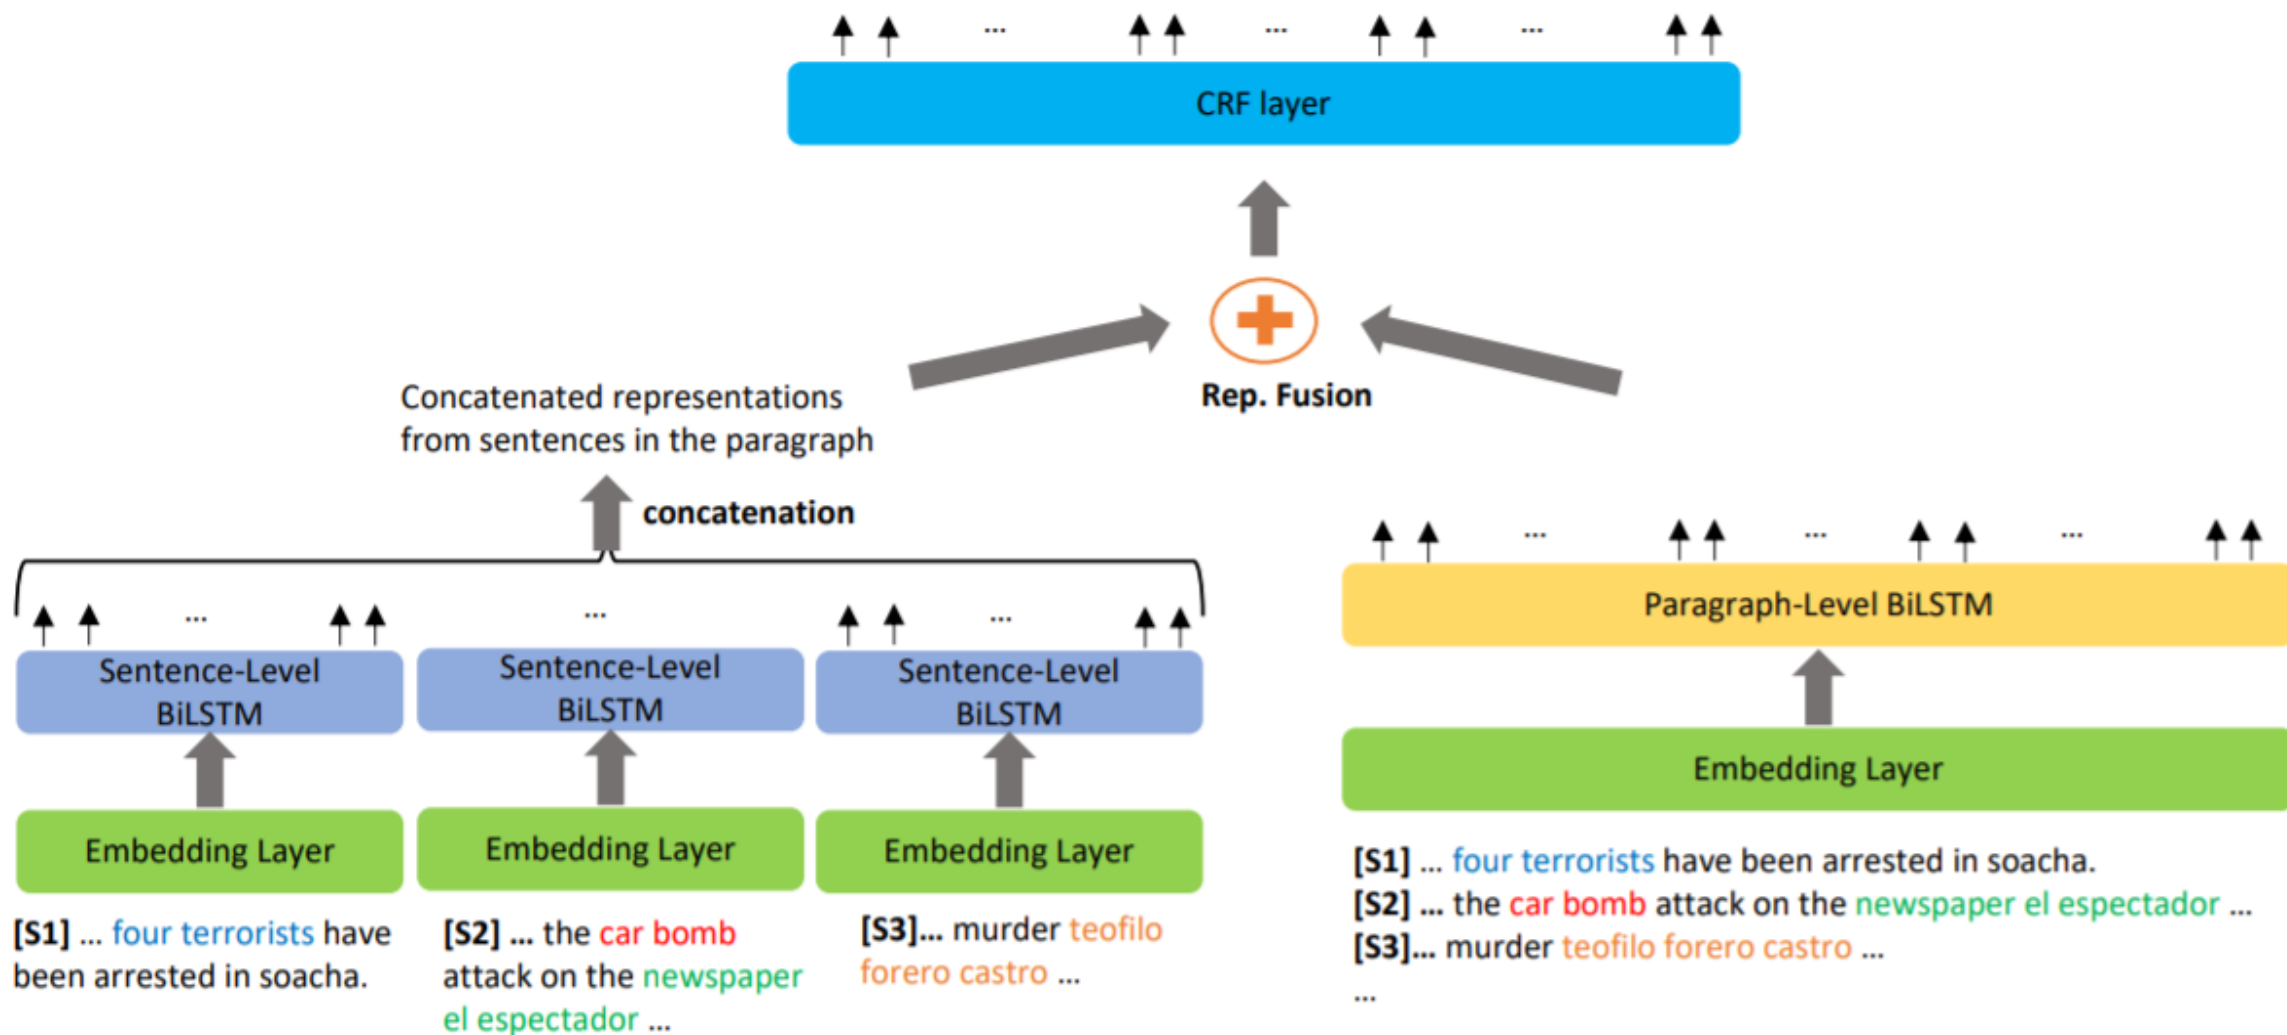 ... ... ...
CRF layer
Rep. Fusion
Concatenated representations
from sentences in the paragraph
concatenation
... ... ...
Sentence-Level
BiLSTM
Sentence-Level
BiLSTM
Sentence-Level
BiLSTM
Embedding Layer
Embedding Layer
Embedding Layer
[S1] ... four terrorists have
been arrested in soacha.
[S2] ... the car bomb
attack on the newspaper
el espectador ...
[S3]... murder teofilo
forero castro ...
... ... ...
Paragraph-Level BiLSTM
Embedding Layer
[S1] ... four terrorists have been arrested in soacha.
[S2] ... the car bomb attack on the newspaper el espectador ...
[S3]... murder teofilo forero castro ...
...